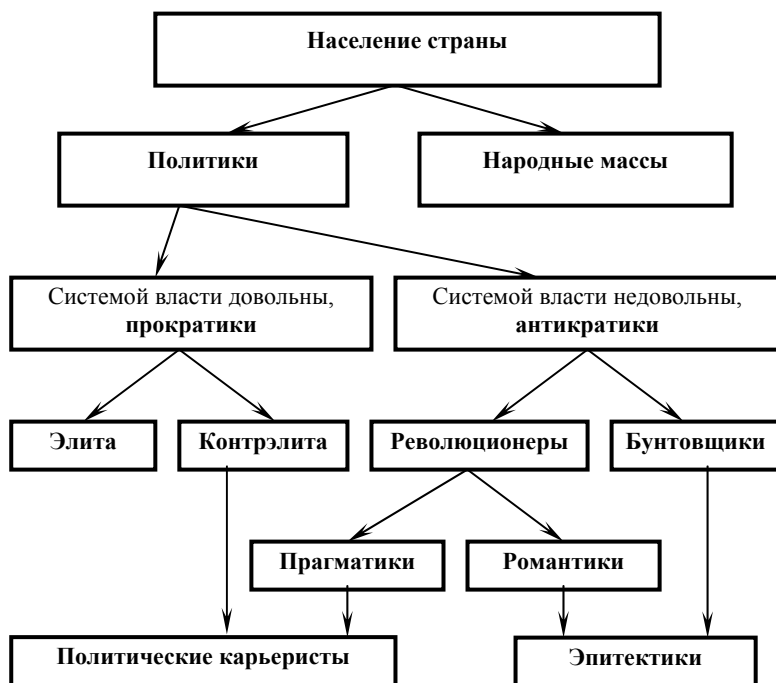 Население страны
Политики
Народные массы
Системой власти довольны,
прократики
Системой власти недовольны,
антикратики
Элита
Контрэлита
Революционеры
Бунтовщики
Прагматики
Романтики
Политические карьеристы
Эпитектики